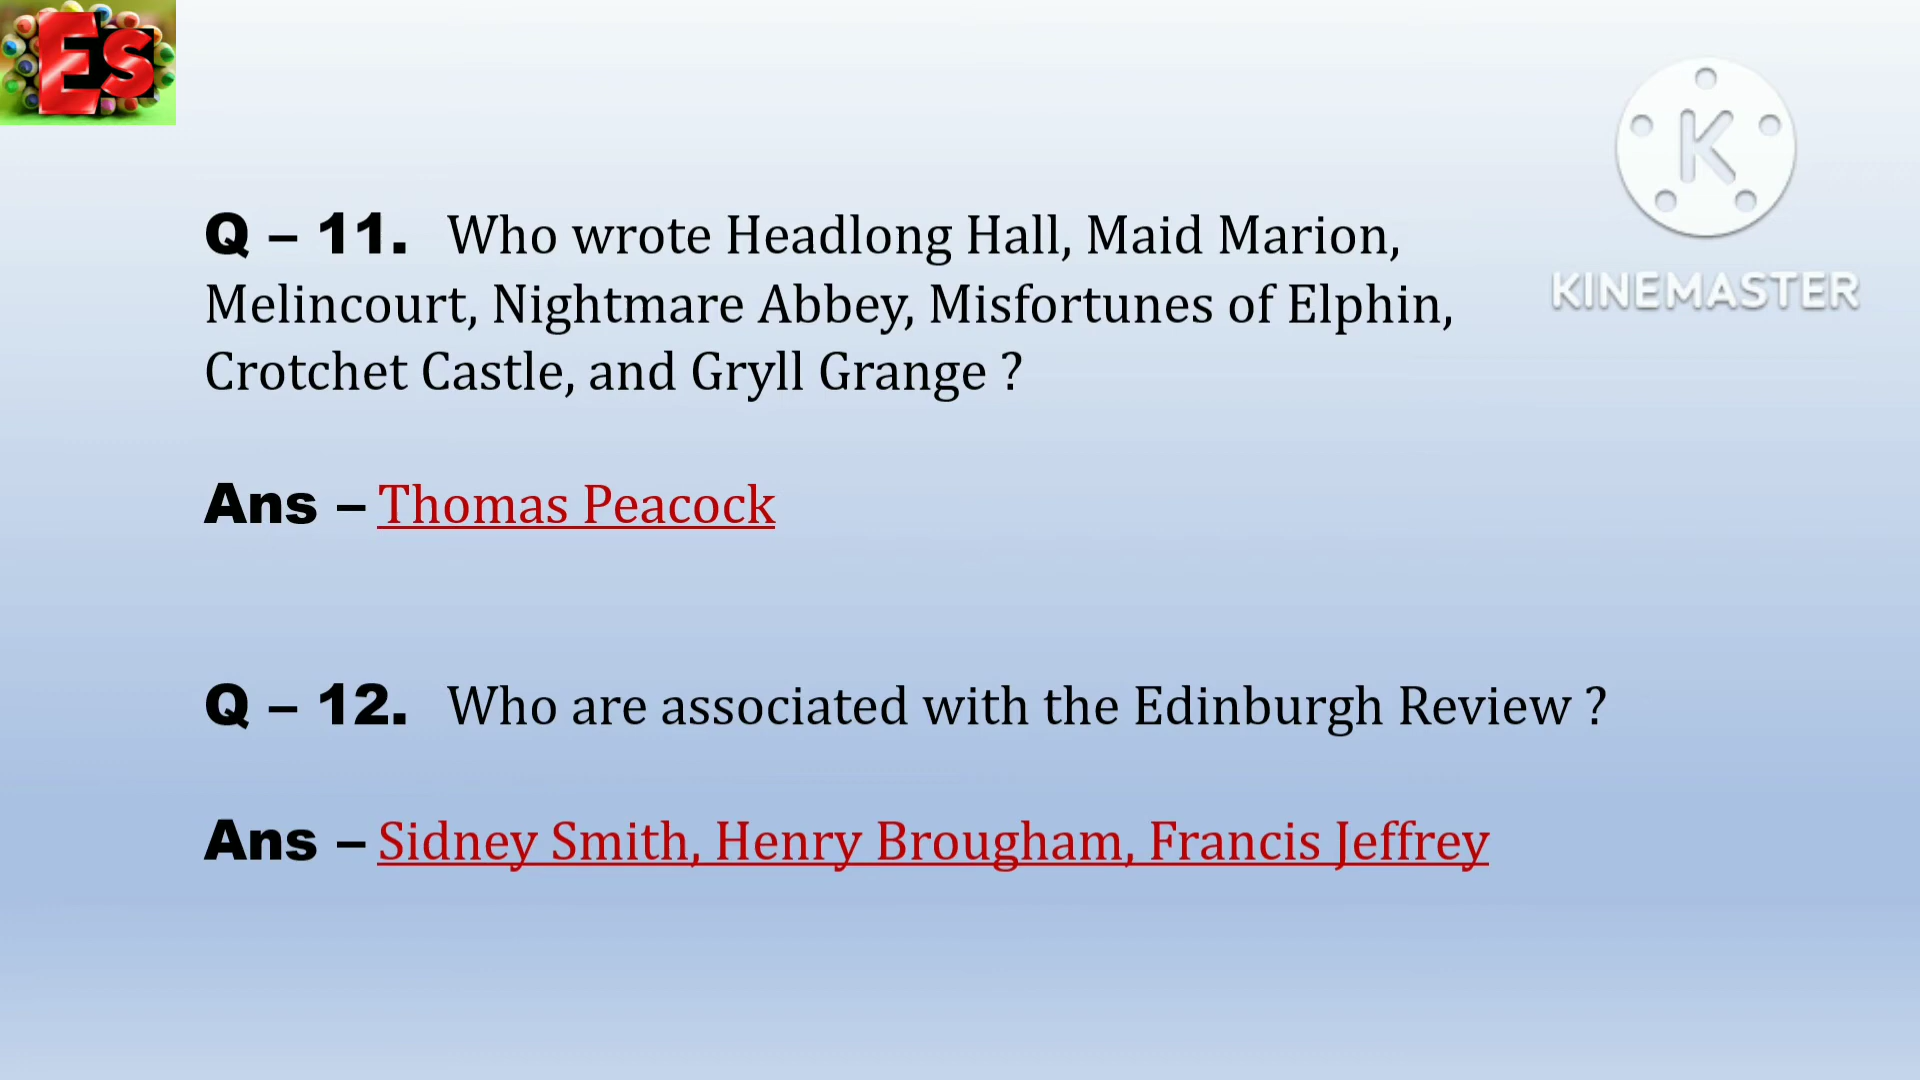 Es
K
KINEMASTER
Q – 11. Who wrote Headlong Hall, Maid Marion,
Melincourt, Nightmare Abbey, Misfortunes of Elphin,
Crotchet Castle, and Gryll Grange ?
Ans – Thomas Peacock
Q – 12. Who are associated with the Edinburgh Review ?
Ans – Sidney Smith, Henry Brougham, Francis Jeffrey